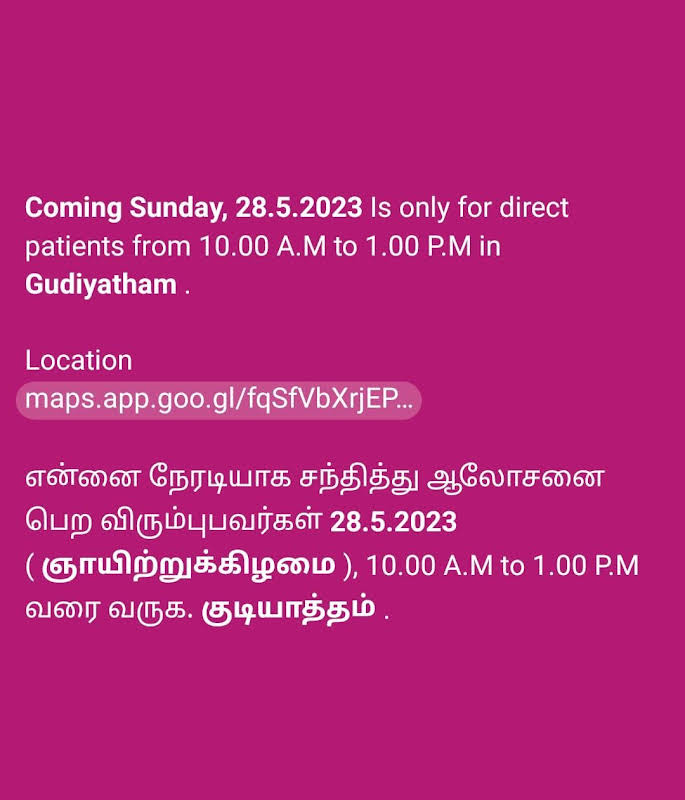 Coming Sunday, 28.5.2023 Is only for direct
patients from 10.00 A.M to 1.00 P.M in
Gudiyatham .
Location
maps.app.goo.gl/fqSfVbXrjEP...
என்னை நேரடியாக சந்தித்து ஆலோசனை
பெற விரும்புபவர்கள் 28.5.2023
( ஞாயிற்றுக்கிழமை ), 10.00 A.M to 1.00 P.M
வரை வருக. குடியாத்தம் .